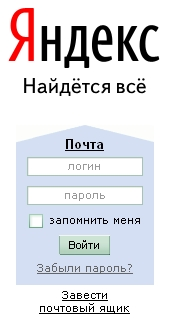 Яндекс
Найдётся всё
Почта
логин
пароль
запомнить меня
Войти
Забыли пароль?
Завести
почтовый ящик